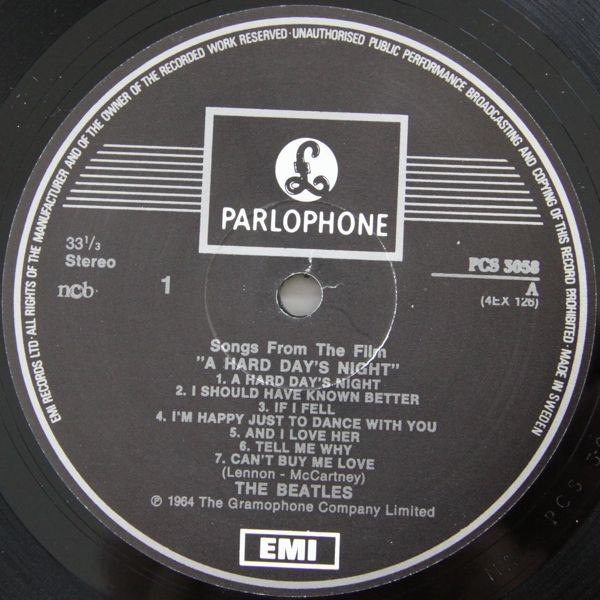 EMI RECORDS LTD · ALL RIGHTS OF THE MANUFACTURER AND OF THE OWNER OF THE RECORDED WORK RESERVED · UNAUTHORISED PUBLIC PERFORMANCE BROADCASTING AND COPYING OF THIS RECORD PROHIBITED · MADE IN SWEDEN
£
PARLOPHONE
33 1/3
Stereo
ncb
1
PCS 3058
A
(4EX 126)
Songs From The Film
"A HARD DAY'S NIGHT"
1. A HARD DAY'S NIGHT
2. I SHOULD HAVE KNOWN BETTER
3. IF I FELL
4. I'M HAPPY JUST TO DANCE WITH YOU
5. AND I LOVE HER
6. TELL ME WHY
7. CAN'T BUY ME LOVE
(Lennon - McCartney)
THE BEATLES
℗ 1964 The Gramophone Company Limited
EMI
PCS